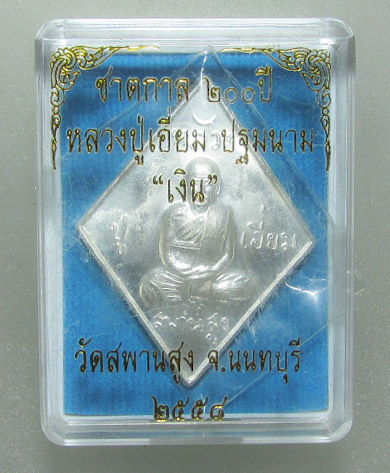 ชาตกาล ๒๐๐ปี
หลวงปู่เอี่ยม ปฐมนาม
“เงิน”
ปู่ เอี่ยม
วัดสพานสูง จ.นนทบุรี
๒๕๕๘